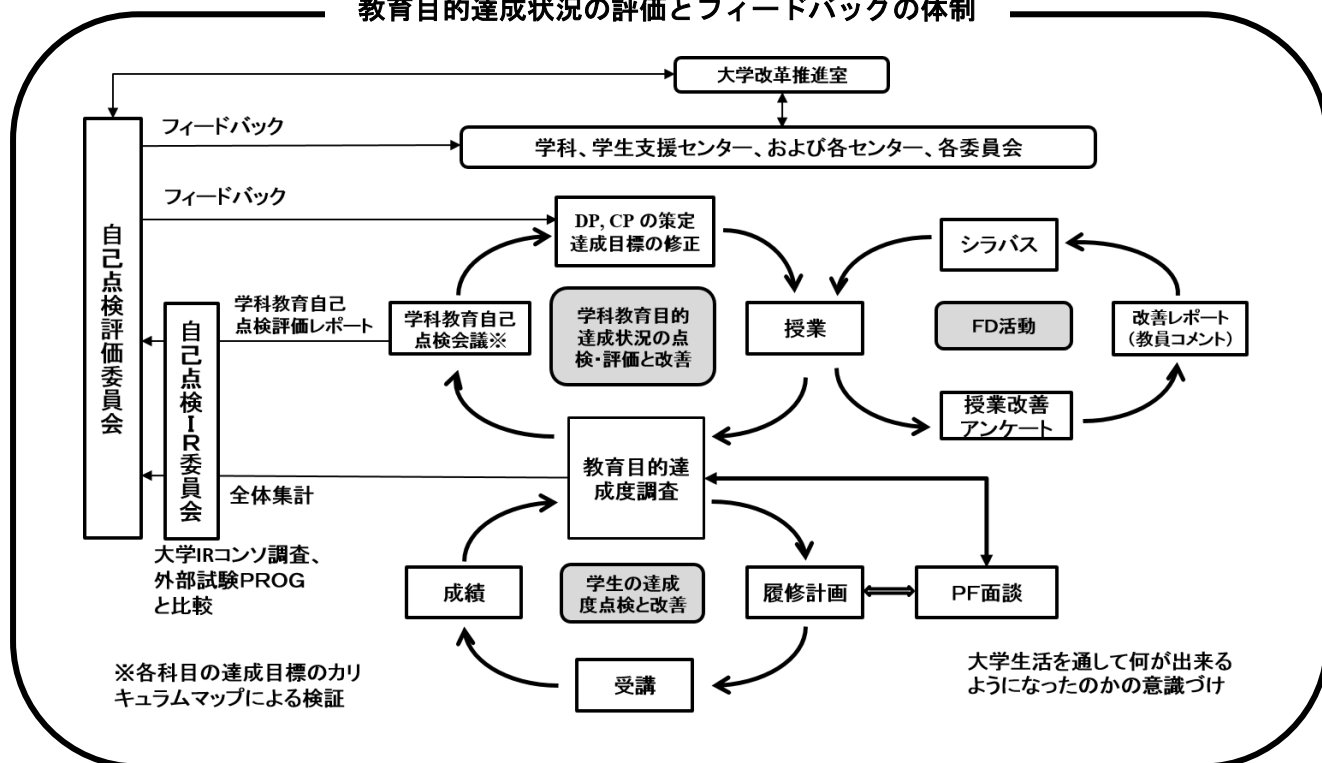 教育目的達成状況の評価とフィードバックの体制
大学改革推進室
フィードバック
学科、学生支援センター、および各センター、各委員会
フィードバック
DP, CP の策定
達成目標の修正
シラバス
自己点検評価委員会
学科教育自己
点検評価レポート
自己点検IR委員会
学科教育自己
点検会議※
学科教育目的
達成状況の点
検・評価と改善
授業
FD活動
改善レポート
(教員コメント)
授業改善
アンケート
教育目的達
成度調査
全体集計
大学IRコンソ調査、
外部試験PROG
と比較
成績
学生の達成
度点検と改善
履修計画
PF面談
受講
※各科目の達成目標のカリ
キュラムマップによる検証
大学生活を通して何が出来る
ようになったのかの意識づけ